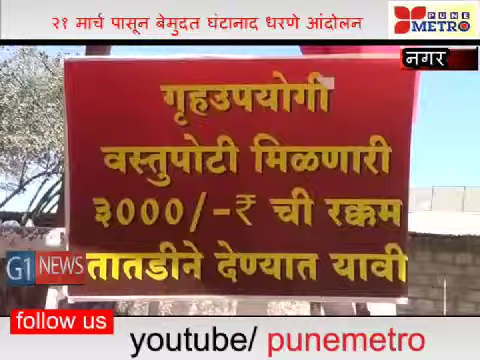 २१ मार्च पासून बेमुदत घंटानाद धरणे आंदोलन
PUNE
METRO
नगर
गृहउपयोगी
वस्तुपोटी मिळणारी
३000/-₹ ची रक्कम
तातडीने देण्यात यावी
G1 NEWS
follow us
youtube/ punemetro